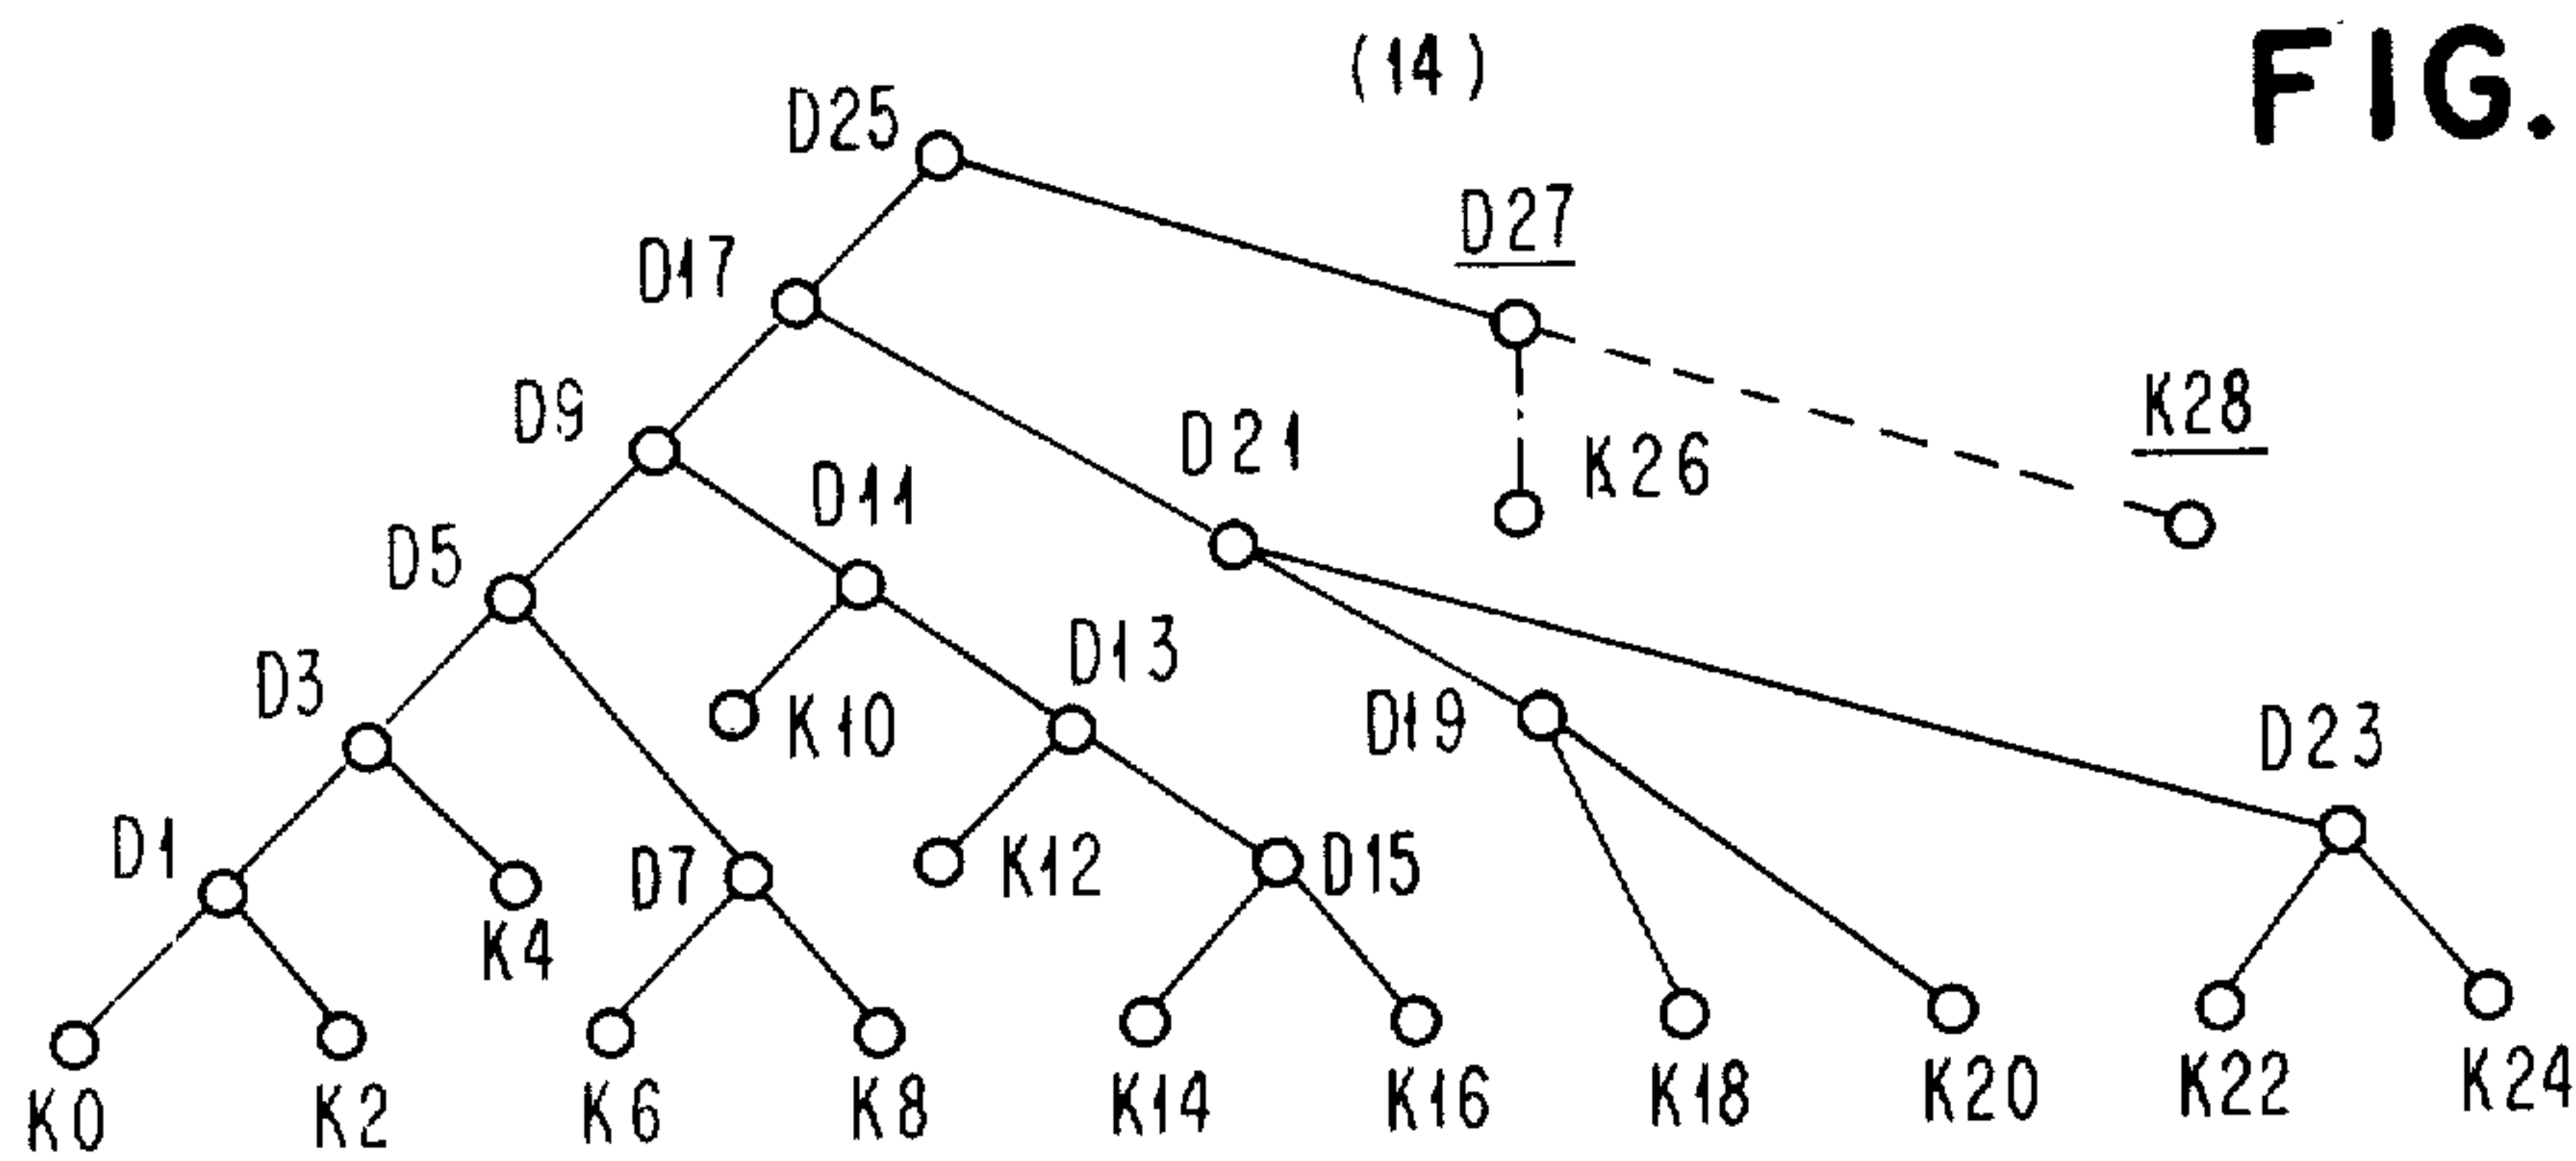 (14)
FIG.
D25
D27
D17
K28
D9
D21
K26
D11
D5
D13
D3
K10
D19
D23
D1
D7
K12
D15
K4
K0
K2
K6
K8
K14
K16
K18
K20
K22
K24